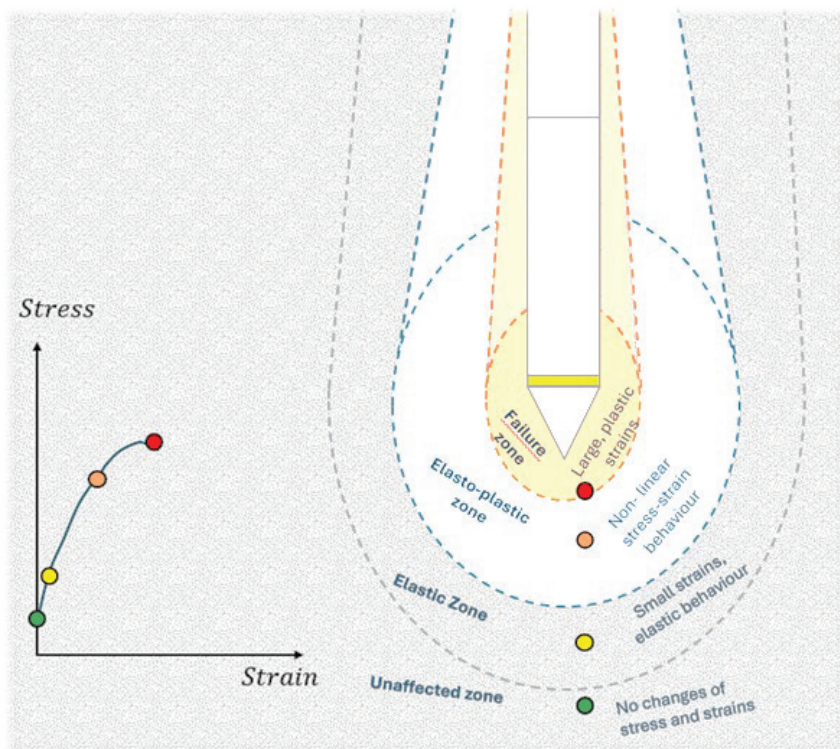 Stress
Strain
Failure
zone
Large, plastic
strains
Elasto-plastic
zone
Non- linear
stress-strain
behaviour
Elastic Zone
Small strains,
elastic behaviour
Unaffected zone
No changes of
stress and strains